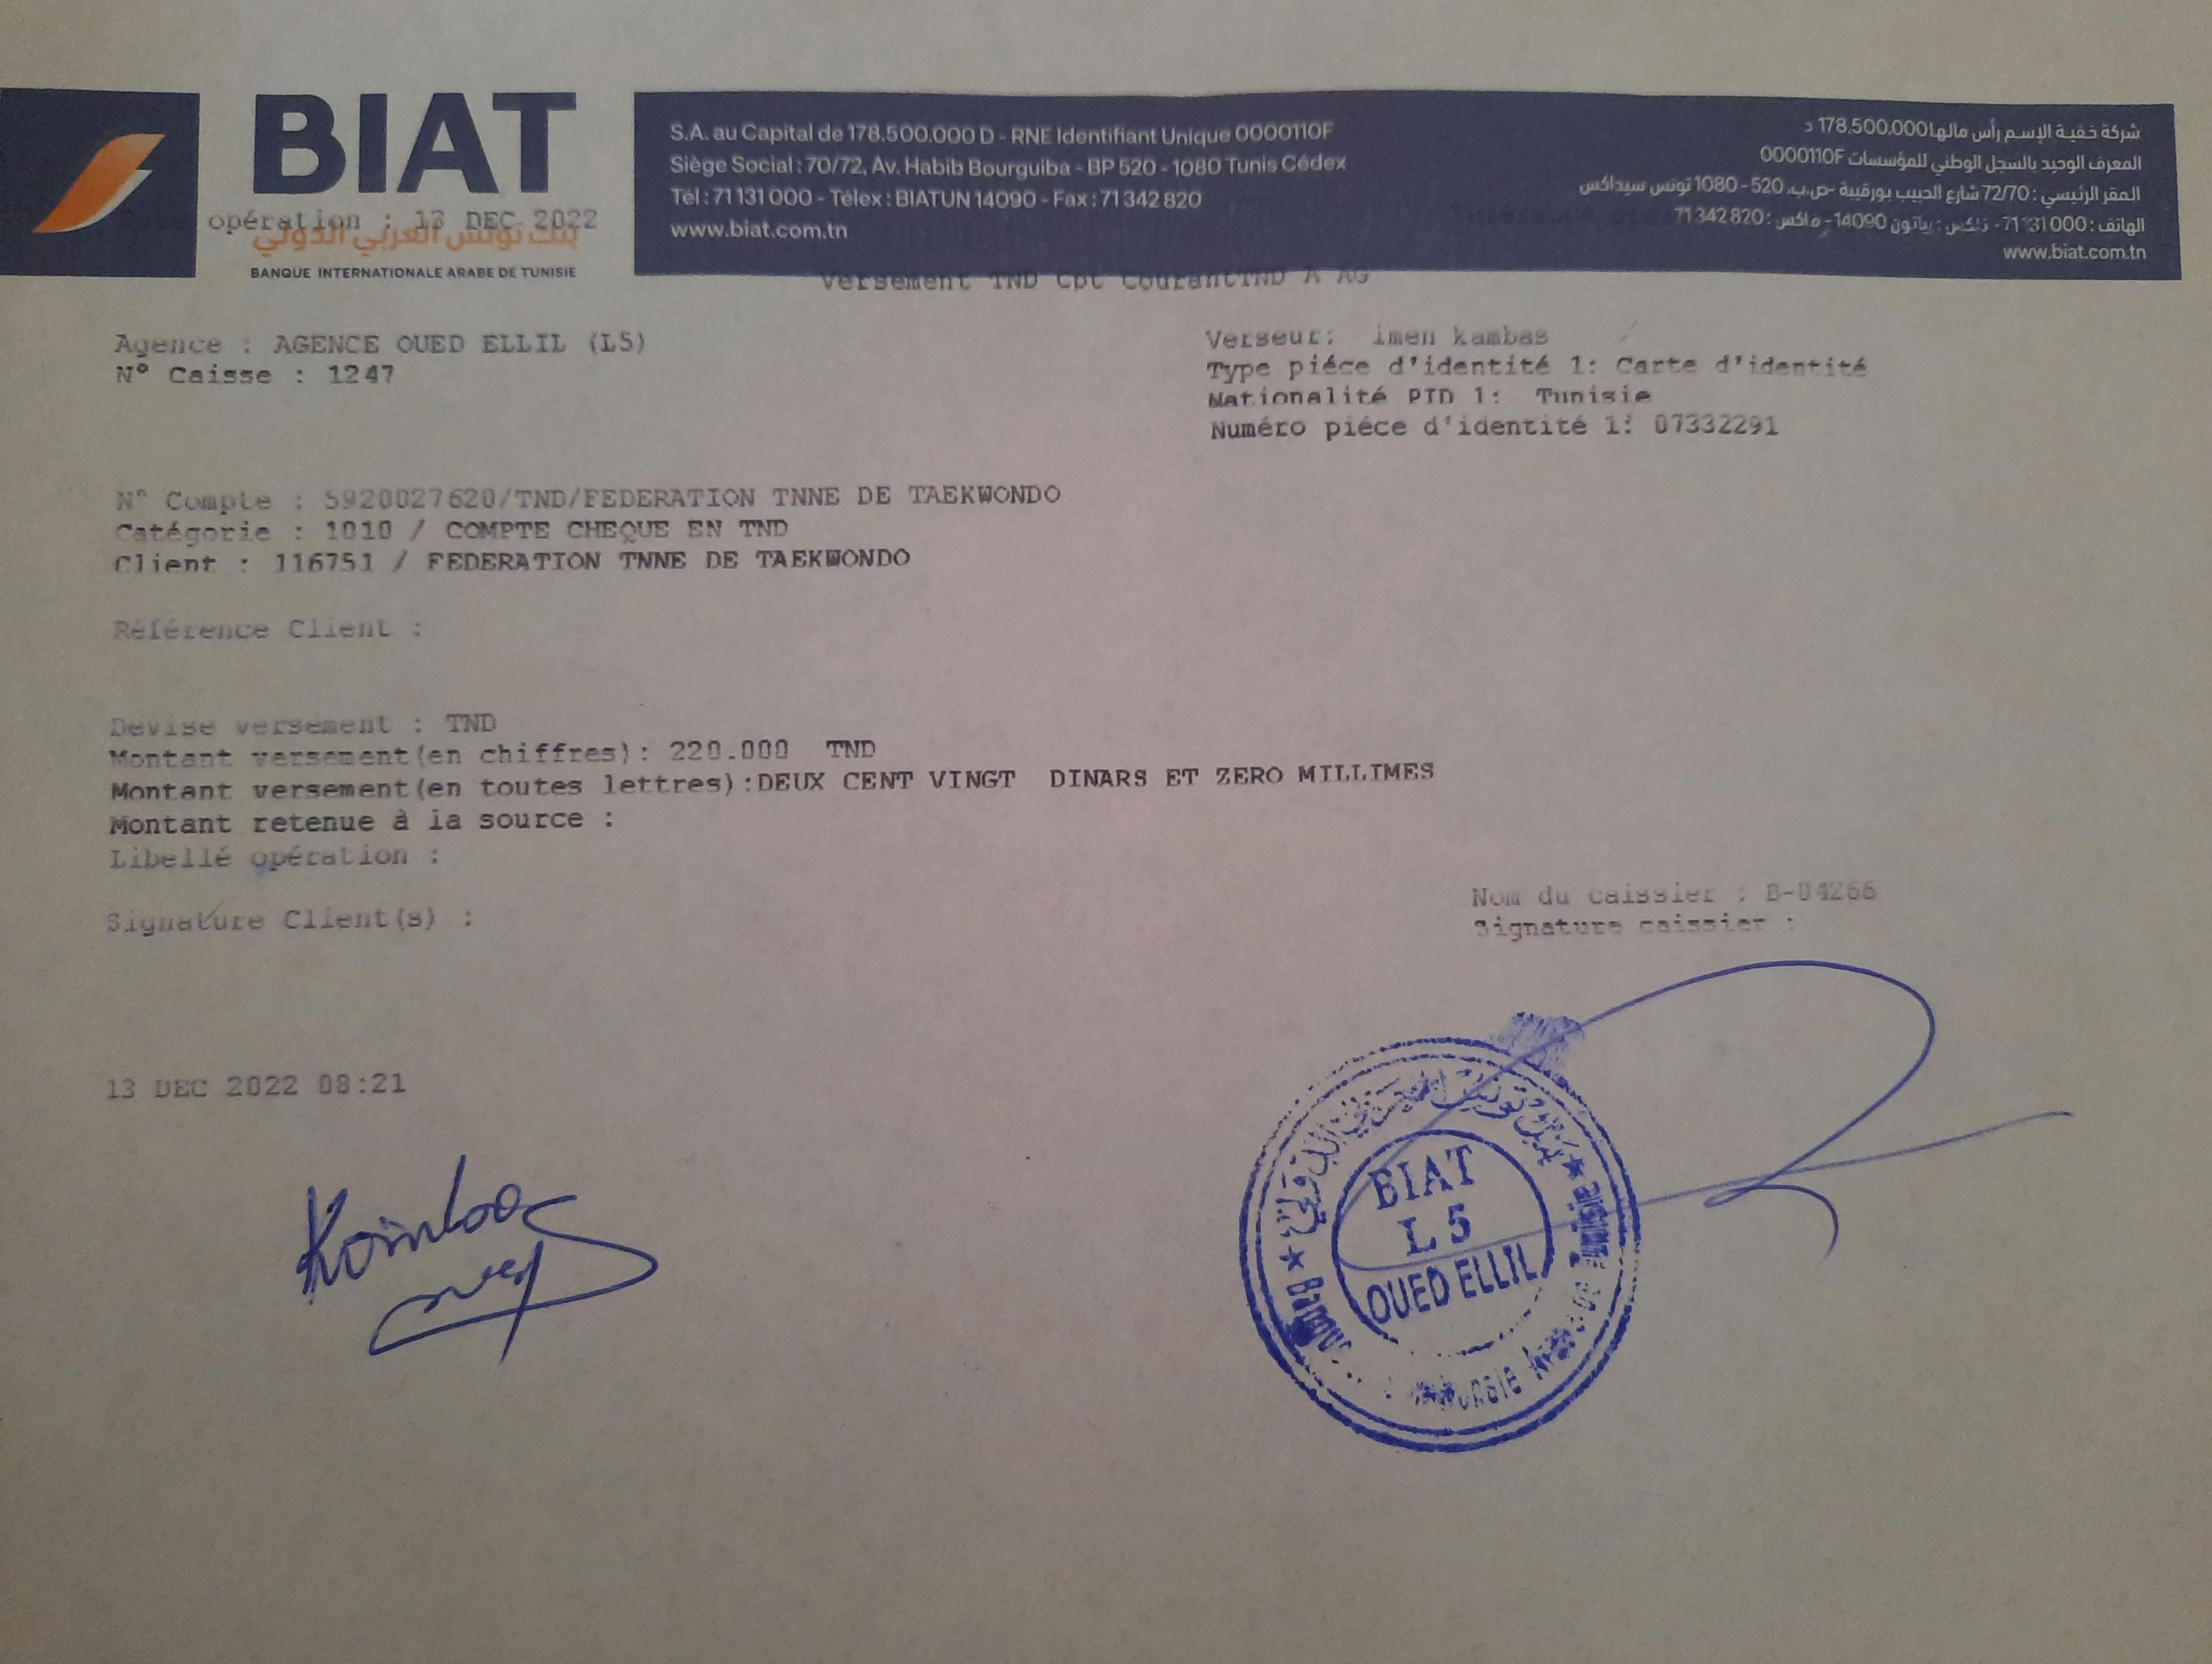 BIAT
بنك تونس العربي الدولي
BANQUE INTERNATIONALE ARABE DE TUNISIE
S.A. au Capital de 178.500.000 D - RNE Identifiant Unique 0000110F
Siège Social : 70/72, Av. Habib Bourguiba - BP 520 - 1080 Tunis Cédex
Tél : 71 131 000 - Télex : BIATUN 14090 - Fax : 71 342 820
www.biat.com.tn
شركة خفية الإسم رأس مالها 178.500.000 د
المعرف الوحيد بالسجل الوطني للمؤسسات 0000110F
المقر الرئيسي : 72/70 شارع الحبيب بورقيبة -ص.ب. 520 - 1080 تونس سيداكس
الهاتف : 71 131 000 - تلكس : بياتون 14090 - فاكس : 71 342 820
www.biat.com.tn
opération : 13 DEC 2022
Versement TND Cpt CourantTND A AG
Agence : AGENCE OUED ELLIL (L5)
N° Caisse : 1247
Verseur: imen kambas
Type piéce d'identité 1: Carte d'identité
Nationalité PID 1: Tunisie
Numéro piéce d'identité 1: 07332291
N° Compte : 5920027620/TND/FEDERATION TNNE DE TAEKWONDO
Catégorie : 1010 / COMPTE CHEQUE EN TND
Client : 116751 / FEDERATION TNNE DE TAEKWONDO
Référence Client :
Devise versement : TND
Montant versement(en chiffres): 220.000 TND
Montant versement(en toutes lettres):DEUX CENT VINGT DINARS ET ZERO MILLIMES
Montant retenue à la source :
Libellé opération :
Signature Client(s) :
Nom du caissier : B-04266
Signature caissier :
13 DEC 2022 08:21
بنك تونس العربي الدولي
BIAT
L 5
OUED ELLIL